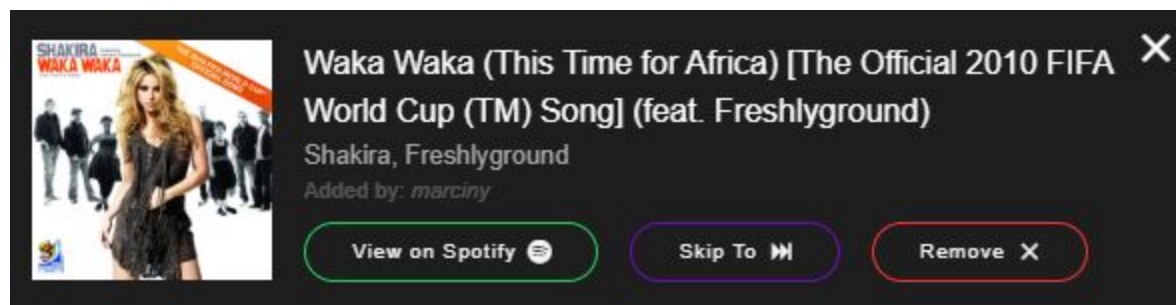 SHAKIRA
WAKA WAKA
Waka Waka (This Time for Africa) [The Official 2010 FIFA
World Cup (TM) Song] (feat. Freshlyground)
Shakira, Freshlyground
Added by: marciny
View on Spotify
Skip To
Remove